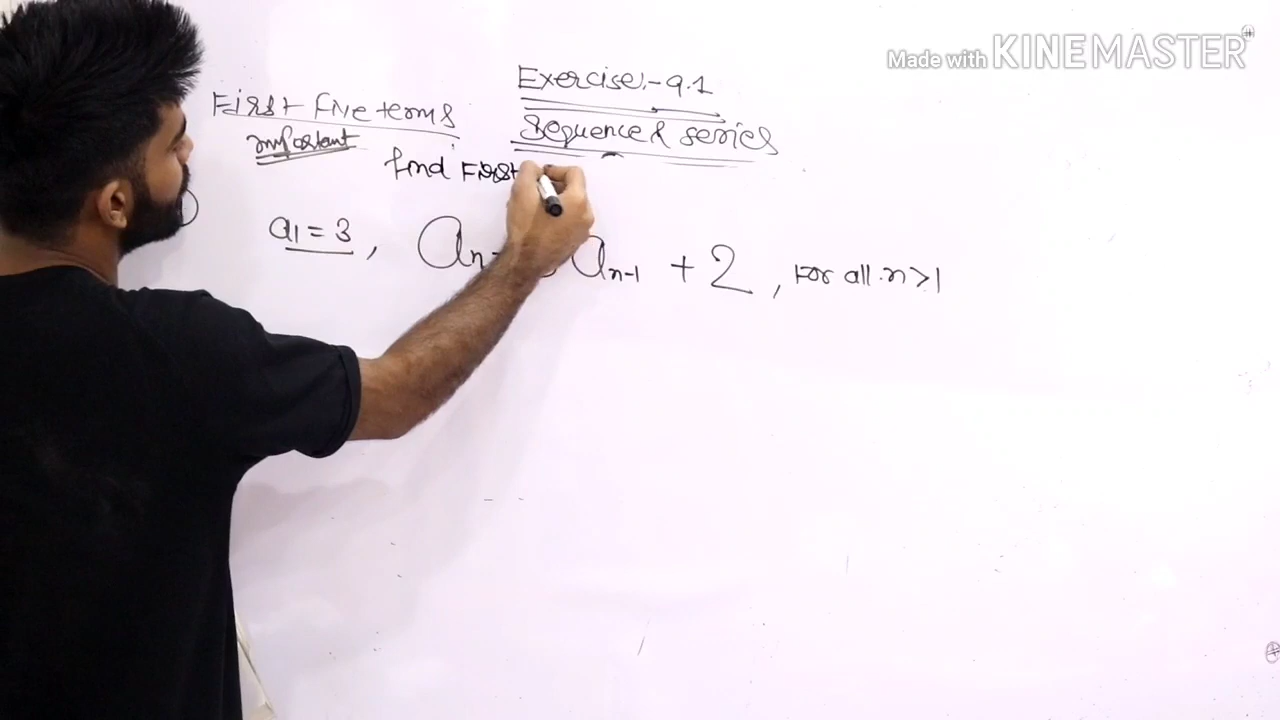 Made with KINEMASTER
Exercise:- 9.1
Sequence & series
First Five terms
important
find First
a1 = 3 ,
an = an-1 + 2 , For all n > 1